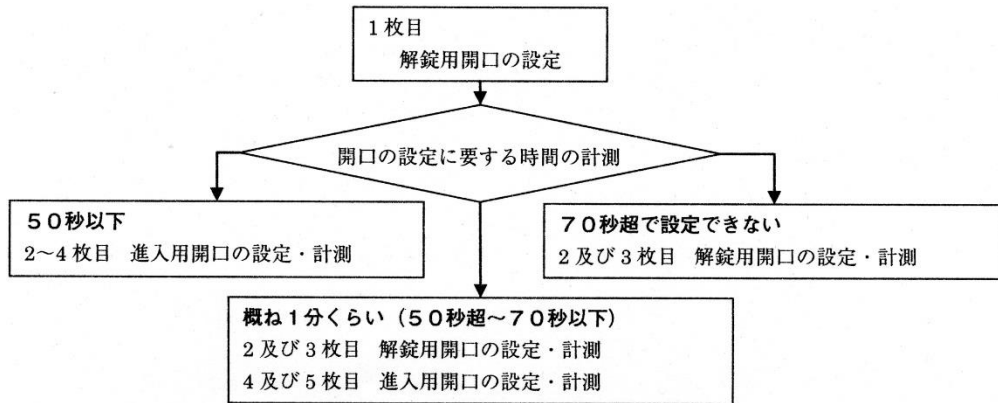 1枚目
解錠用開口の設定
開口の設定に要する時間の計測
50秒以下
2~4枚目 進入用開口の設定・計測
70秒超で設定できない
2及び3枚目 解錠用開口の設定・計測
概ね1分くらい(50秒超~70秒以下)
2及び3枚目 解錠用開口の設定・計測
4及び5枚目 進入用開口の設定・計測